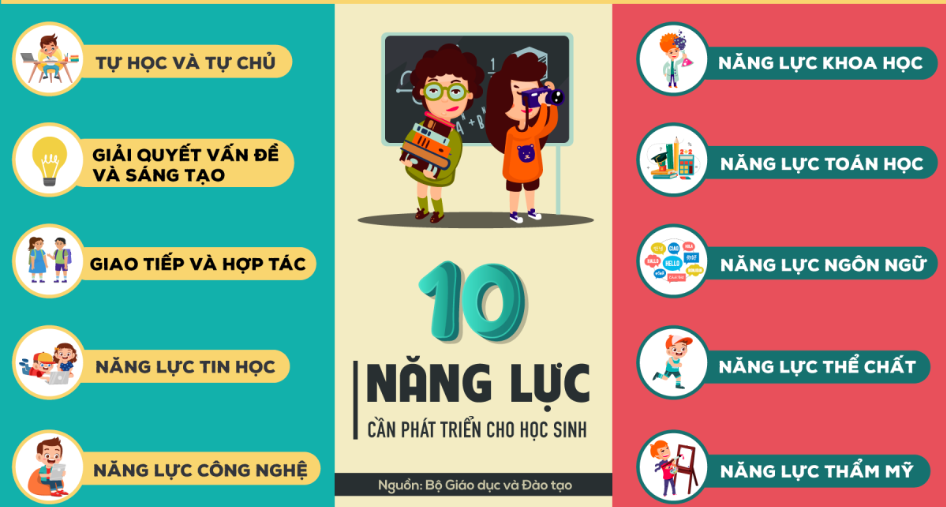 TỰ HỌC VÀ TỰ CHỦ
GIẢI QUYẾT VẤN ĐỀ
VÀ SÁNG TẠO
GIAO TIẾP VÀ HỢP TÁC
NĂNG LỰC TIN HỌC
NĂNG LỰC CÔNG NGHỆ
10
NĂNG LỰC
CẦN PHÁT TRIỂN CHO HỌC SINH
Nguồn: Bộ Giáo dục và Đào tạo
NĂNG LỰC KHOA HỌC
NĂNG LỰC TOÁN HỌC
NĂNG LỰC NGÔN NGỮ
HELLO
NĂNG LỰC THỂ CHẤT
NĂNG LỰC THẨM MỸ